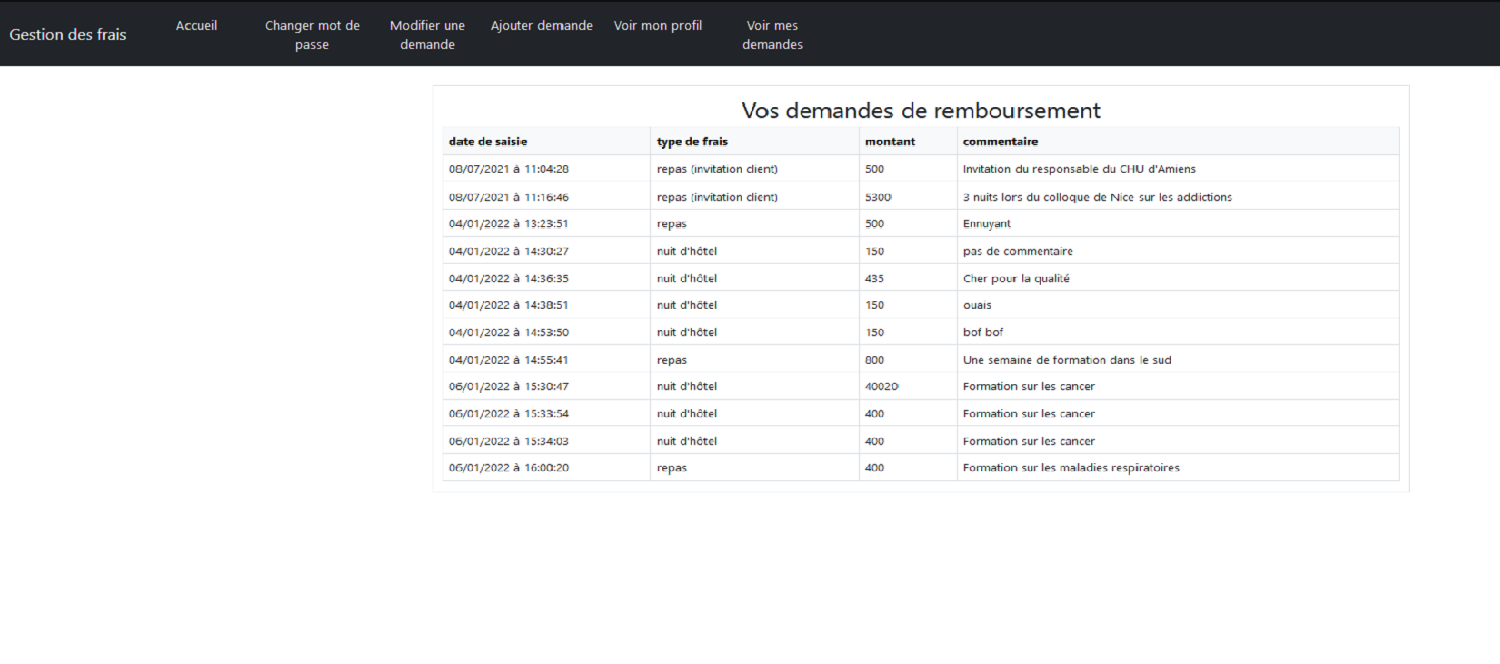 Gestion des frais
Accueil
Changer mot de
passe
Modifier une
demande
Ajouter demande
Voir mon profil
Voir mes
demandes
Vos demandes de remboursement
date de saisie type de frais montant commentaire
08/07/2021 à 11:04:28 repas (invitation client) 500 Invitation du responsable du CHU d'Amiens
08/07/2021 à 11:16:46 repas (invitation client) 5300 3 nuits lors du colloque de Nice sur les addictions
04/01/2022 à 13:23:51 repas 500 Ennuyant
04/01/2022 à 14:30:27 nuit d'hôtel 150 pas de commentaire
04/01/2022 à 14:36:35 nuit d'hôtel 435 Cher pour la qualité
04/01/2022 à 14:38:51 nuit d'hôtel 150 ouais
04/01/2022 à 14:53:50 nuit d'hôtel 150 bof bof
04/01/2022 à 14:55:41 repas 800 Une semaine de formation dans le sud
06/01/2022 à 15:30:47 nuit d'hôtel 40020 Formation sur les cancer
06/01/2022 à 15:33:54 nuit d'hôtel 400 Formation sur les cancer
06/01/2022 à 15:34:03 nuit d'hôtel 400 Formation sur les cancer
06/01/2022 à 16:00:20 repas 400 Formation sur les maladies respiratoires